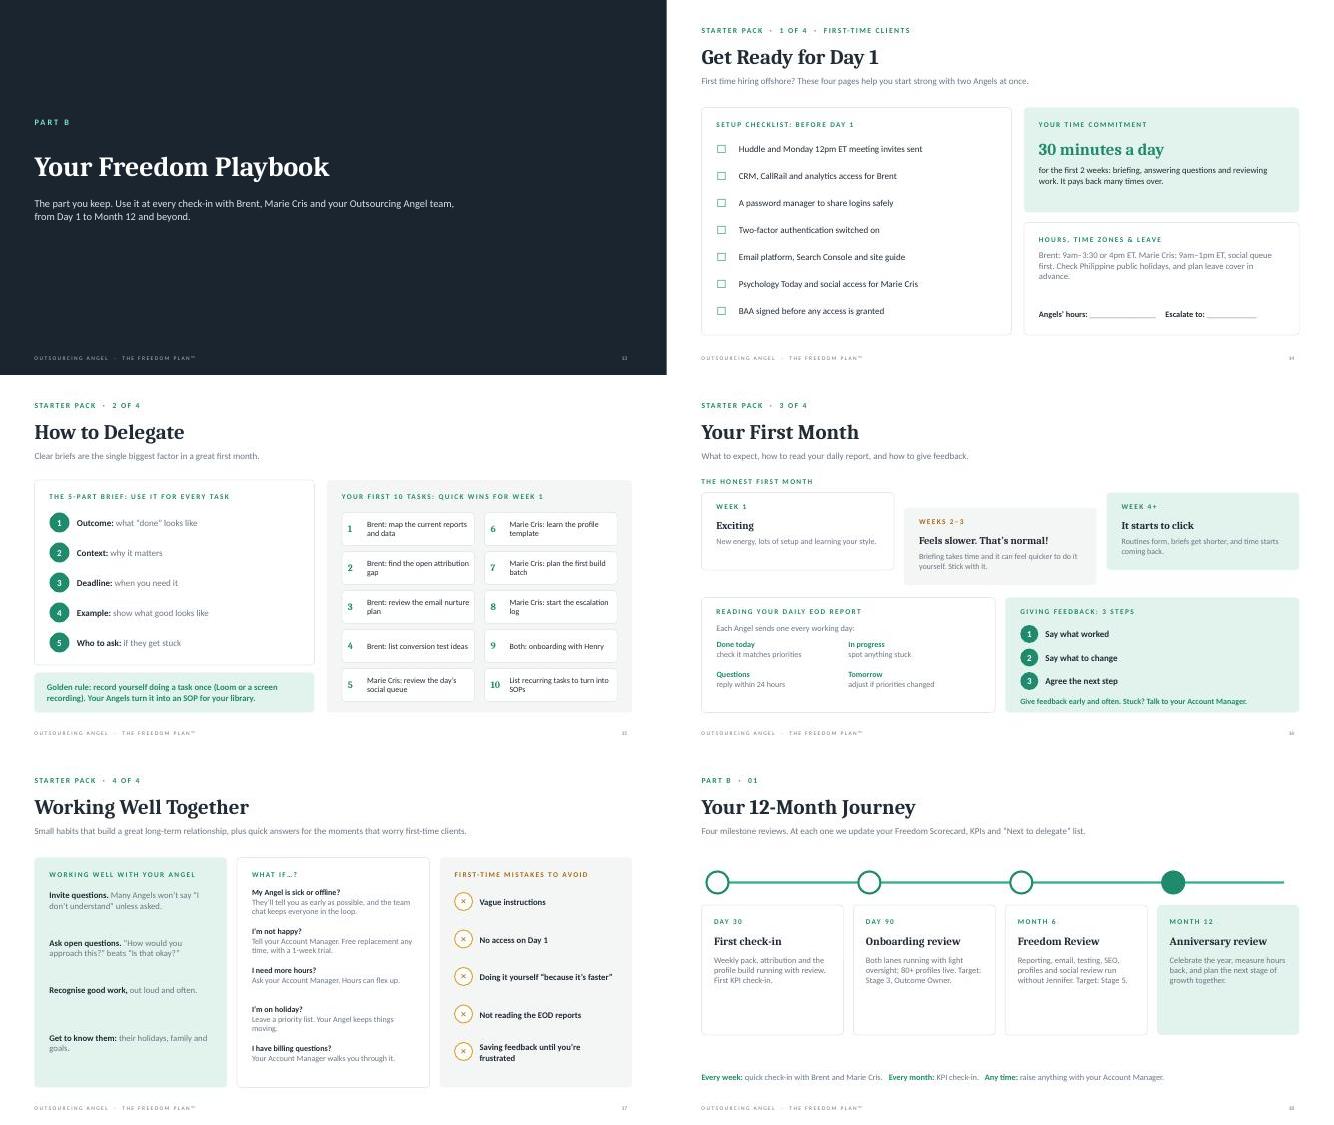 PART B
Your Freedom Playbook
The part you keep. Use it at every check-in with Brent, Marie Cris and your Outsourcing Angel team,
from Day 1 to Month 12 and beyond.
OUTSOURCING ANGEL · THE FREEDOM PLAN™
13
STARTER PACK · 1 OF 4 · FIRST-TIME CLIENTS
Get Ready for Day 1
First time hiring offshore? These four pages help you start strong with two Angels at once.
SETUP CHECKLIST: BEFORE DAY 1
☐ Huddle and Monday 12pm ET meeting invites sent
☐ CRM, CallRail and analytics access for Brent
☐ A password manager to share logins safely
☐ Two-factor authentication switched on
☐ Email platform, Search Console and site guide
☐ Psychology Today and social access for Marie Cris
☐ BAA signed before any access is granted
YOUR TIME COMMITMENT
30 minutes a day
for the first 2 weeks: briefing, answering questions and reviewing
work. It pays back many times over.
HOURS, TIME ZONES & LEAVE
Brent: 9am–3:30 or 4pm ET. Marie Cris: 9am–1pm ET, social queue
first. Check Philippine public holidays, and plan leave cover in
advance.
Angels' hours: ________________ Escalate to: ____________
OUTSOURCING ANGEL · THE FREEDOM PLAN™
14
STARTER PACK · 2 OF 4
How to Delegate
Clear briefs are the single biggest factor in a great first month.
THE 5-PART BRIEF: USE IT FOR EVERY TASK
1 Outcome: what “done” looks like
2 Context: why it matters
3 Deadline: when you need it
4 Example: show what good looks like
5 Who to ask: if they get stuck
Golden rule: record yourself doing a task once (Loom or a screen
recording). Your Angels turn it into an SOP for your library.
YOUR FIRST 10 TASKS: QUICK WINS FOR WEEK 1
1 Brent: map the current reports
and data
2 Brent: find the open attribution
gap
3 Brent: review the email nurture
plan
4 Brent: list conversion test ideas
5 Marie Cris: review the day's
social queue
6 Marie Cris: learn the profile
template
7 Marie Cris: plan the first build
batch
8 Marie Cris: start the escalation
log
9 Both: onboarding with Henry
10 List recurring tasks to turn into
SOPs
OUTSOURCING ANGEL · THE FREEDOM PLAN™
15
STARTER PACK · 3 OF 4
Your First Month
What to expect, how to read your daily report, and how to give feedback.
THE HONEST FIRST MONTH
WEEK 1
Exciting
New energy, lots of setup and learning your style.
WEEKS 2–3
Feels slower. That's normal!
Briefing takes time and it can feel quicker to do it
yourself. Stick with it.
WEEK 4+
It starts to click
Routines form, briefs get shorter, and time starts
coming back.
READING YOUR DAILY EOD REPORT
Each Angel sends one every working day:
Done today
check it matches priorities
In progress
spot anything stuck
Questions
reply within 24 hours
Tomorrow
adjust if priorities changed
GIVING FEEDBACK: 3 STEPS
1 Say what worked
2 Say what to change
3 Agree the next step
Give feedback early and often. Stuck? Talk to your Account Manager.
OUTSOURCING ANGEL · THE FREEDOM PLAN™
16
STARTER PACK · 4 OF 4
Working Well Together
Small habits that build a great long-term relationship, plus quick answers for the moments that worry first-time clients.
WORKING WELL WITH YOUR ANGEL
Invite questions. Many Angels won't say “I
don't understand” unless asked.
Ask open questions. “How would you
approach this?” beats “Is that okay?”
Recognise good work, out loud and often.
Get to know them: their holidays, family and
goals.
WHAT IF…?
My Angel is sick or offline?
They'll tell you as early as possible, and the team
chat keeps everyone in the loop.
I'm not happy?
Tell your Account Manager. Free replacement any
time, with a 1-week trial.
I need more hours?
Ask your Account Manager. Hours can flex up.
I'm on holiday?
Leave a priority list. Your Angel keeps things
moving.
I have billing questions?
Your Account Manager walks you through it.
FIRST-TIME MISTAKES TO AVOID
× Vague instructions
× No access on Day 1
× Doing it yourself “because it's faster”
× Not reading the EOD reports
× Saving feedback until you're
frustrated
OUTSOURCING ANGEL · THE FREEDOM PLAN™
17
PART B · 01
Your 12-Month Journey
Four milestone reviews. At each one we update your Freedom Scorecard, KPIs and “Next to delegate” list.
DAY 30
First check-in
Weekly pack, attribution and the
profile build running with review.
First KPI check-in.
DAY 90
Onboarding review
Both lanes running with light
oversight; 80+ profiles live. Target:
Stage 3, Outcome Owner.
MONTH 6
Freedom Review
Reporting, email, testing, SEO,
profiles and social review run
without Jennifer. Target: Stage 5.
MONTH 12
Anniversary review
Celebrate the year, measure hours
back, and plan the next stage of
growth together.
Every week: quick check-in with Brent and Marie Cris. Every month: KPI check-in. Any time: raise anything with your Account Manager.
OUTSOURCING ANGEL · THE FREEDOM PLAN™
18